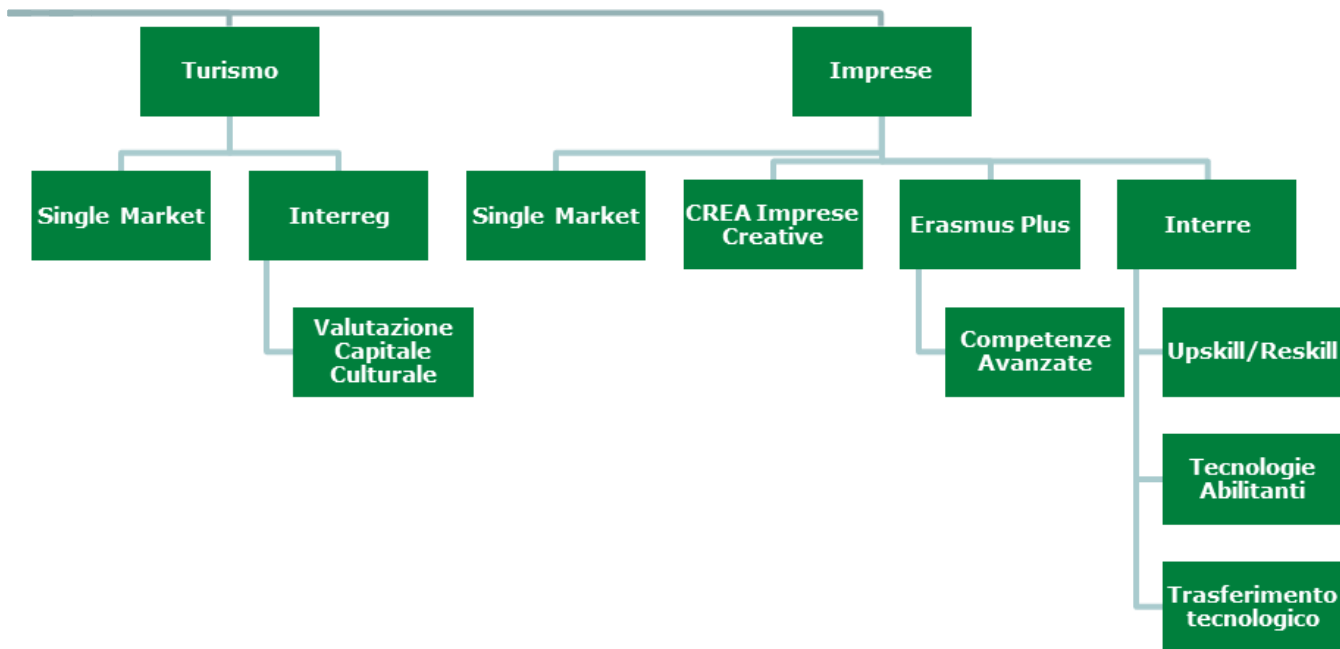 Turismo
Imprese
Single Market
Interreg
Single Market
CREA Imprese
Creative
Erasmus Plus
Interre
Valutazione
Capitale
Culturale
Competenze
Avanzate
Upskill/Reskill
Tecnologie
Abilitanti
Trasferimento
tecnologico